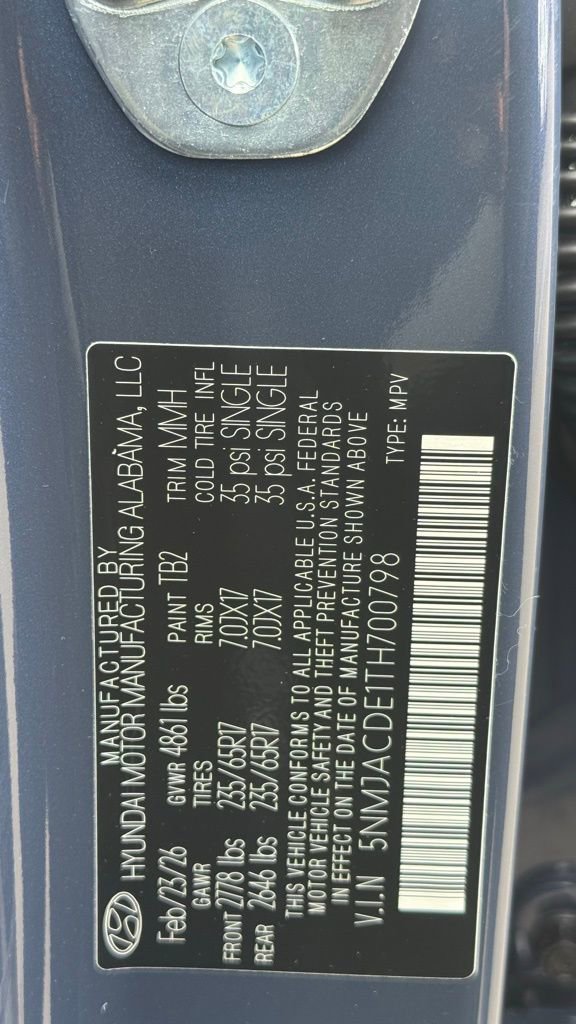 MANUFACTURED BY
HYUNDAI MOTOR MANUFACTURING ALABAMA, LLC
Feb/23/26 GVWR 4861 lbs PAINT TB2 TRIM MMH
GAWR TIRES RIMS COLD TIRE INFL
FRONT 2778 lbs 235/65R17 7.0JX17 35 psi SINGLE
REAR 2646 lbs 235/65R17 7.0JX17 35 psi SINGLE
THIS VEHICLE CONFORMS TO ALL APPLICABLE U.S.A. FEDERAL
MOTOR VEHICLE SAFETY AND THEFT PREVENTION STANDARDS
IN EFFECT ON THE DATE OF MANUFACTURE SHOWN ABOVE
V.I.N 5NMJACDE1TH700798 TYPE: MPV